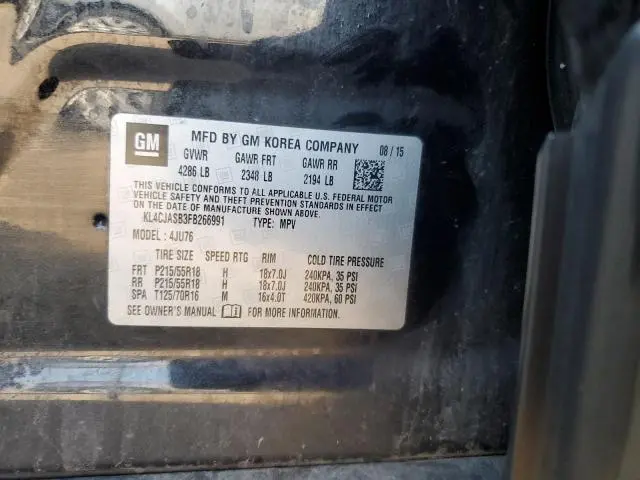 GM
MFD BY GM KOREA COMPANY 08 / 15
GVWR GAWR FRT GAWR RR
4286 LB 2348 LB 2194 LB
THIS VEHICLE CONFORMS TO ALL APPLICABLE U.S. FEDERAL MOTOR
VEHICLE SAFETY AND THEFT PREVENTION STANDARDS IN EFFECT
ON THE DATE OF MANUFACTURE SHOWN ABOVE.
KL4CJASB3FB266991 TYPE: MPV
MODEL: 4JU76
TIRE SIZE SPEED RTG RIM COLD TIRE PRESSURE
FRT P215/55R18 H 18x7.0J 240KPA, 35 PSI
RR P215/55R18 H 18x7.0J 240KPA, 35 PSI
SPA T125/70R16 M 16x4.0T 420KPA, 60 PSI
SEE OWNER'S MANUAL FOR MORE INFORMATION